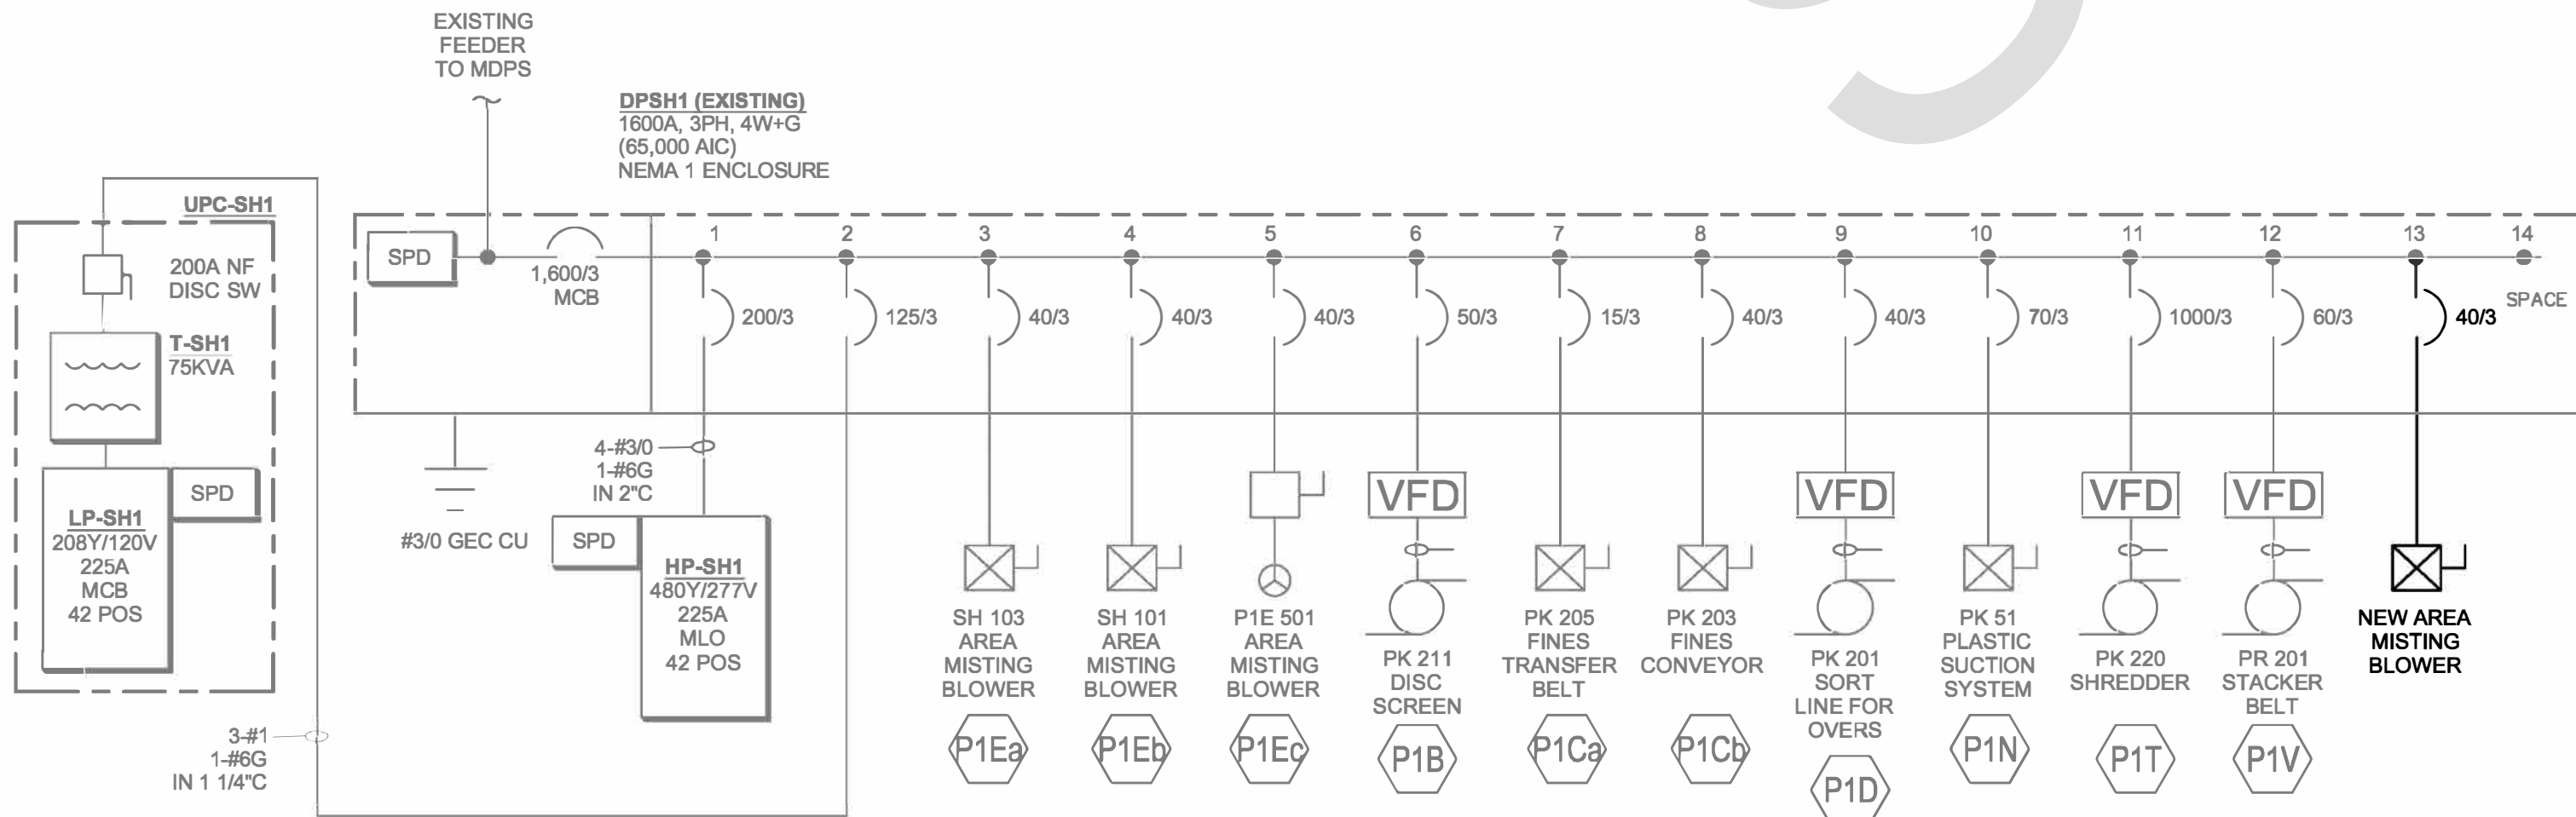 EXISTING
FEEDER
TO MDPS
DPSH1 (EXISTING)
1600A, 3PH, 4W+G
(65,000 AIC)
NEMA 1 ENCLOSURE
UPC-SH1
200A NF
DISC SW
T-SH1
75KVA
LP-SH1
208Y/120V
225A
MCB
42 POS
SPD
3-#1
1-#6G
IN 1 1/4"C
SPD
1,600/3
MCB
#3/0 GEC CU
4-#3/0
1-#6G
IN 2"C
SPD
HP-SH1
480Y/277V
225A
MLO
42 POS
1
200/3
2
125/3
3
40/3
SH 103
AREA
MISTING
BLOWER
P1Ea
4
40/3
SH 101
AREA
MISTING
BLOWER
P1Eb
5
40/3
P1E 501
AREA
MISTING
BLOWER
P1Ec
6
50/3
VFD
PK 211
DISC
SCREEN
P1B
7
15/3
PK 205
FINES
TRANSFER
BELT
P1Ca
8
40/3
PK 203
FINES
CONVEYOR
P1Cb
9
40/3
VFD
PK 201
SORT
LINE FOR
OVERS
P1D
10
70/3
PK 51
PLASTIC
SUCTION
SYSTEM
P1N
11
1000/3
VFD
PK 220
SHREDDER
P1T
12
60/3
VFD
PR 201
STACKER
BELT
P1V
13
40/3
NEW AREA
MISTING
BLOWER
14
SPACE